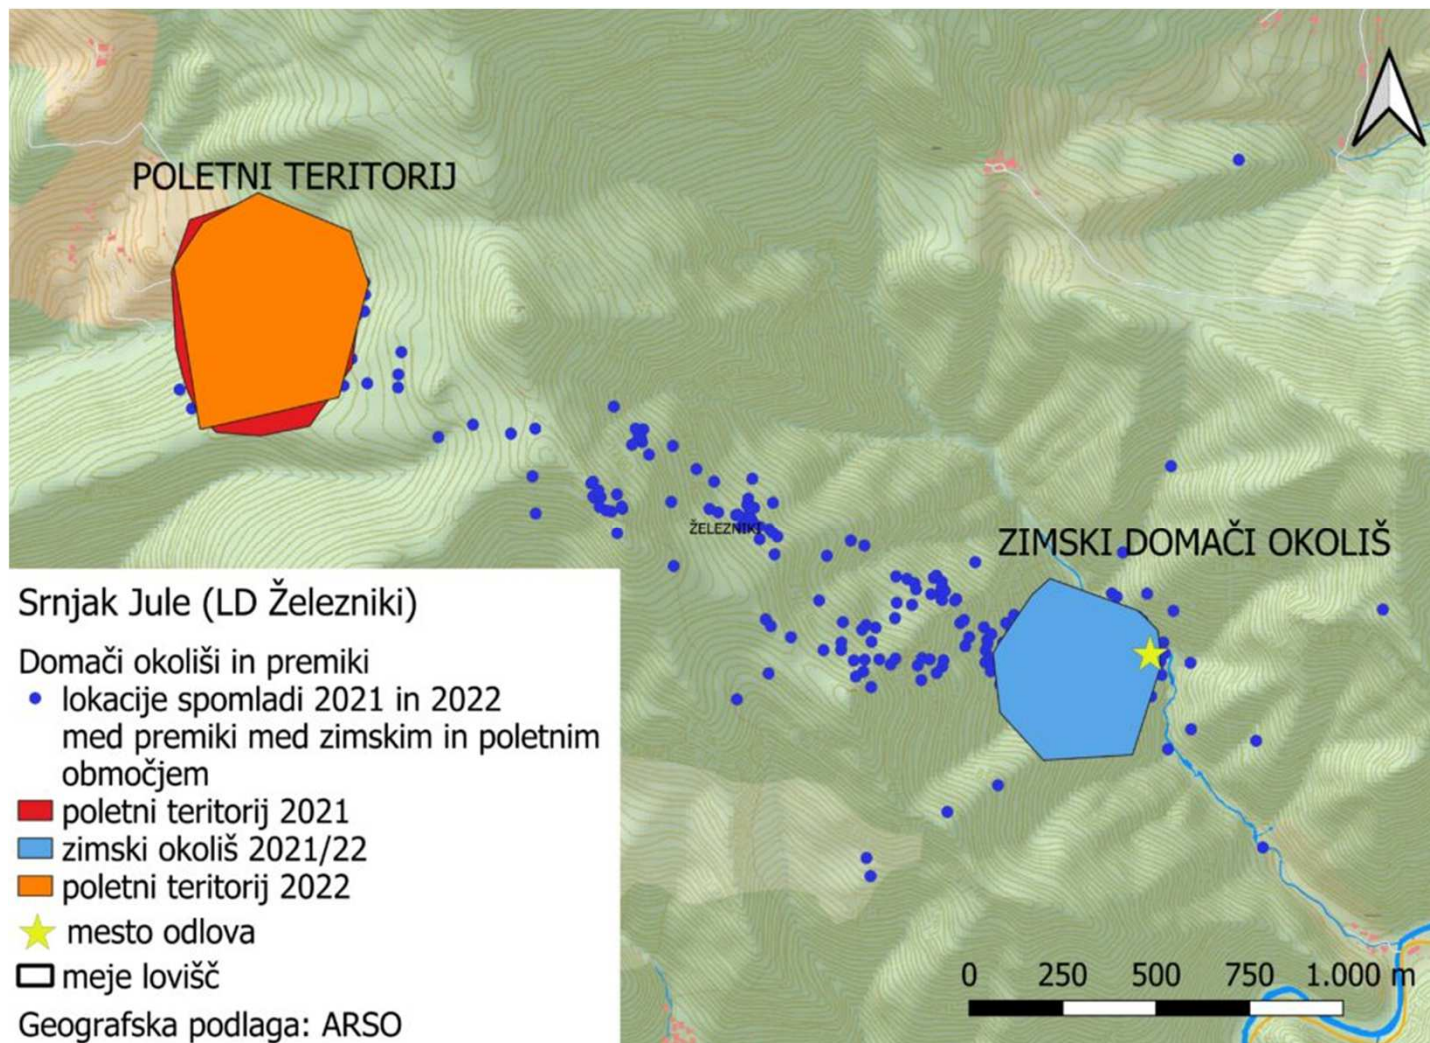 POLETNI TERITORIJ
ŽELEZNIKI
ZIMSKI DOMAČI OKOLIŠ
Srnjak Jule (LD Železniki)
Domači okoliši in premiki
lokacije spomladi 2021 in 2022
med premiki med zimskim in poletnim
območjem
poletni teritorij 2021
zimski okoliš 2021/22
poletni teritorij 2022
mesto odlova
meje lovišč
Geografska podlaga: ARSO
0 250 500 750 1.000 m